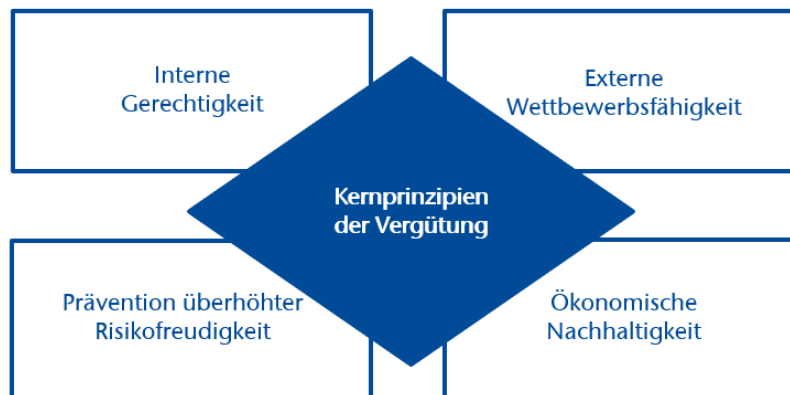 Interne
Gerechtigkeit
Externe
Wettbewerbsfähigkeit
Kernprinzipien
der Vergütung
Prävention überhöhter
Risikofreudigkeit
Ökonomische
Nachhaltigkeit